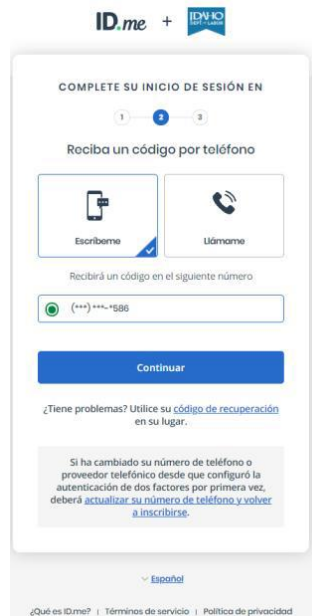 ID.me + IDAHO
DEPT. OF LABOR
COMPLETE SU INICIO DE SESIÓN EN
1 2 3
Reciba un código por teléfono
Escríbeme Llámame
Recibirá un código en el siguiente número
(***) ***-*586
Continuar
¿Tiene problemas? Utilice su código de recuperación
en su lugar.
Si ha cambiado su número de teléfono o
proveedor telefónico desde que configuró la
autenticación de dos factores por primera vez,
deberá actualizar su número de teléfono y volver
a inscribirse.
Español
¿Qué es ID.me? | Términos de servicio | Política de privacidad